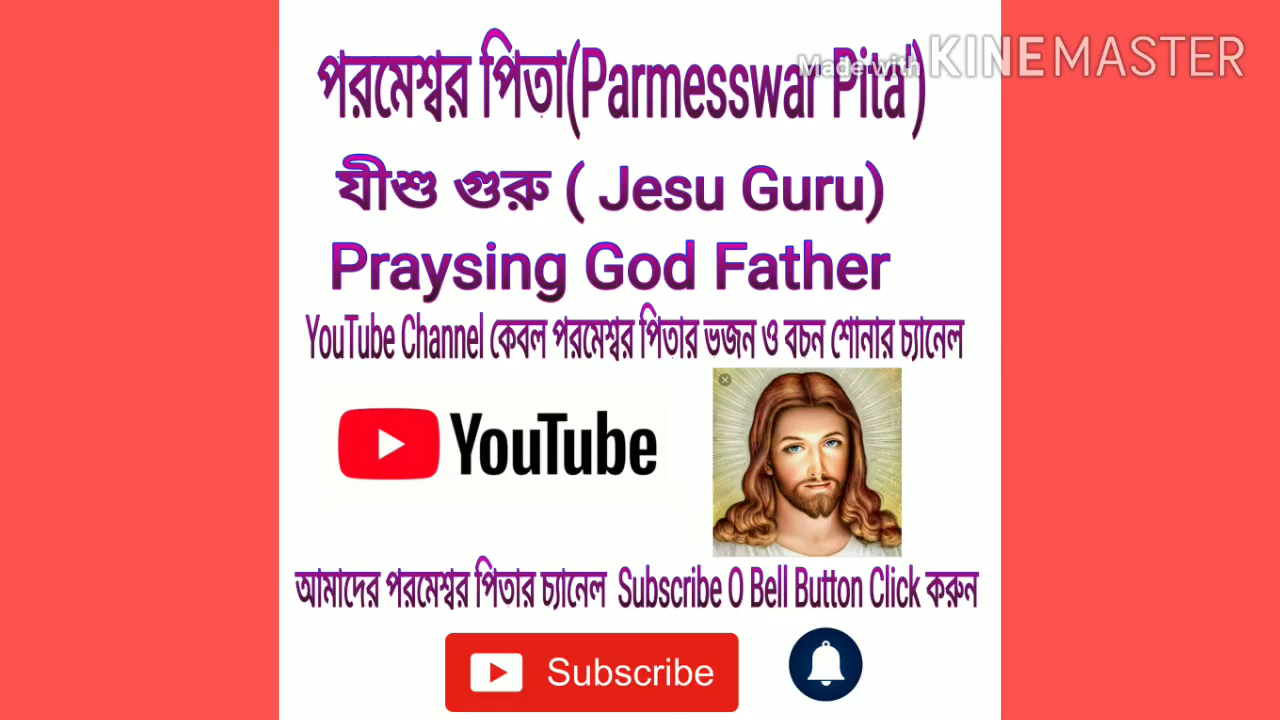 পরমেশ্বর পিতা(Parmesswar Pita')
Made with KINEMASTER
যীশু গুরু ( Jesu Guru)
Praysing God Father
YouTube Channel কেবল পরমেশ্বর পিতার ভজন ও বচন শোনার চ্যানেল
YouTube
আমাদের পরমেশ্বর পিতার চ্যানেল Subscribe O Bell Button Click করুন
Subscribe